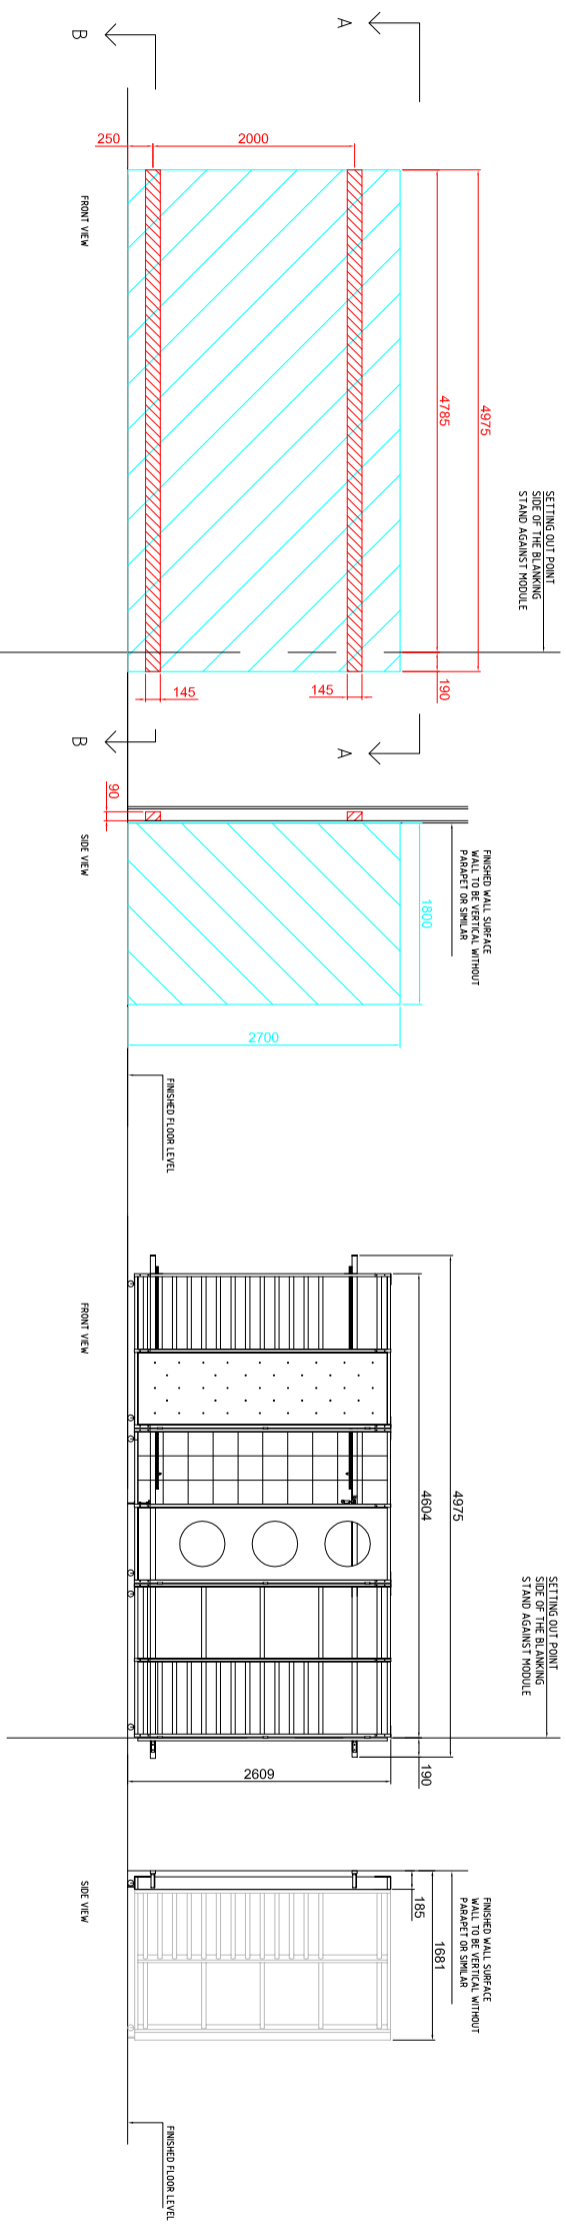 A
B
250
2000
FRONT VIEW
4785
4975
190
145
145
SETTING OUT POINT
SIDE OF THE BLANKING
STAND AGAINST MODULE
A
B
90
SIDE VIEW
FINISHED WALL SURFACE
WALL TO BE VERTICAL WITHOUT
PARAPET OR SIMILAR
1800
2700
FINISHED FLOOR LEVEL
FRONT VIEW
4975
4604
190
2609
SETTING OUT POINT
SIDE OF THE BLANKING
STAND AGAINST MODULE
SIDE VIEW
FINISHED WALL SURFACE
WALL TO BE VERTICAL WITHOUT
PARAPET OR SIMILAR
185
1681
FINISHED FLOOR LEVEL